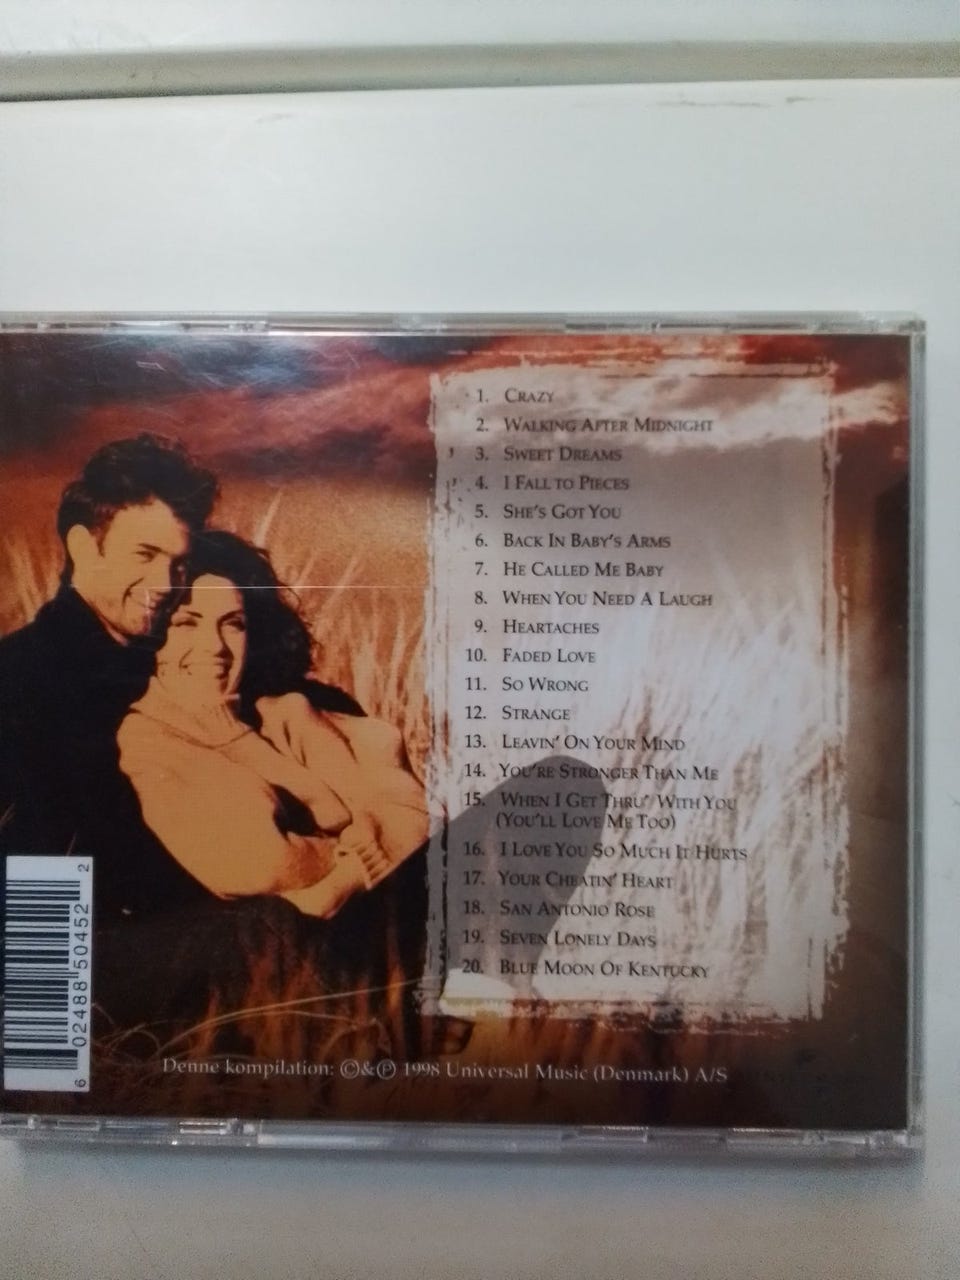 1. Crazy
2. Walking After Midnight
3. Sweet Dreams
4. I Fall to Pieces
5. She's Got You
6. Back In Baby's Arms
7. He Called Me Baby
8. When You Need A Laugh
9. Heartaches
10. Faded Love
11. So Wrong
12. Strange
13. Leavin' On Your Mind
14. You're Stronger Than Me
15. When I Get Thru' With You
(You'll Love Me Too)
16. I Love You So Much It Hurts
17. Your Cheatin' Heart
18. San Antonio Rose
19. Seven Lonely Days
20. Blue Moon Of Kentucky
6 02488 50452 2
Denne kompilation: ©&℗ 1998 Universal Music (Denmark) A/S